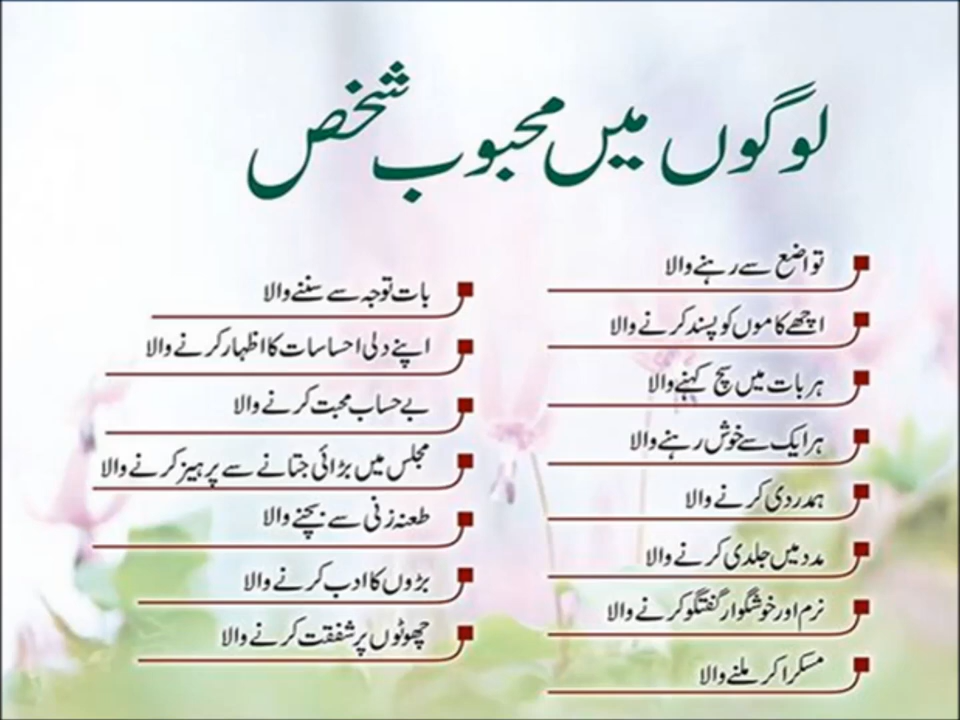 لوگوں میں محبوب شخص
تواضع سے رہنے والا
اچھے کاموں کو پسند کرنے والا
ہر بات میں سچ کہنے والا
ہر ایک سے خوش رہنے والا
ہمدردی کرنے والا
مدد میں جلدی کرنے والا
نرم اور خوشگوار گفتگو کرنے والا
مسکرا کر ملنے والا
بات توجہ سے سننے والا
اپنے دلی احساسات کا اظہار کرنے والا
بے حساب محبت کرنے والا
مجلس میں بڑائی جتانے سے پرہیز کرنے والا
طعنہ زنی سے بچنے والا
بڑوں کا ادب کرنے والا
چھوٹوں پر شفقت کرنے والا